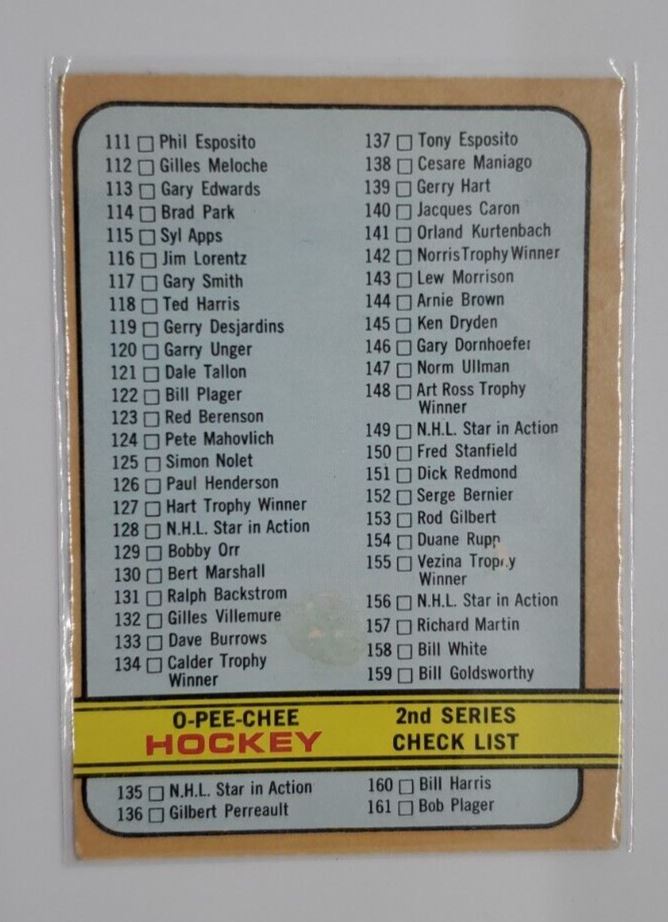 111 Phil Esposito
112 Gilles Meloche
113 Gary Edwards
114 Brad Park
115 Syl Apps
116 Jim Lorentz
117 Gary Smith
118 Ted Harris
119 Gerry Desjardins
120 Garry Unger
121 Dale Tallon
122 Bill Plager
123 Red Berenson
124 Pete Mahovlich
125 Simon Nolet
126 Paul Henderson
127 Hart Trophy Winner
128 N.H.L. Star in Action
129 Bobby Orr
130 Bert Marshall
131 Ralph Backstrom
132 Gilles Villemure
133 Dave Burrows
134 Calder Trophy
Winner
137 Tony Esposito
138 Cesare Maniago
139 Gerry Hart
140 Jacques Caron
141 Orland Kurtenbach
142 Norris Trophy Winner
143 Lew Morrison
144 Arnie Brown
145 Ken Dryden
146 Gary Dornhoefer
147 Norm Ullman
148 Art Ross Trophy
Winner
149 N.H.L. Star in Action
150 Fred Stanfield
151 Dick Redmond
152 Serge Bernier
153 Rod Gilbert
154 Duane Rupp
155 Vezina Trophy
Winner
156 N.H.L. Star in Action
157 Richard Martin
158 Bill White
159 Bill Goldsworthy
O-PEE-CHEE
HOCKEY
2nd SERIES
CHECK LIST
135 N.H.L. Star in Action
136 Gilbert Perreault
160 Bill Harris
161 Bob Plager